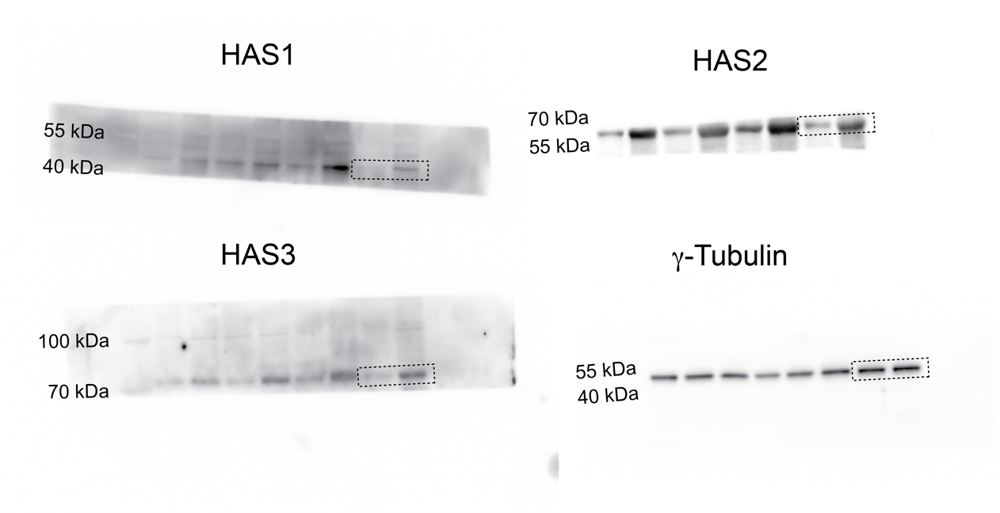 HAS1
55 kDa
40 kDa
HAS2
70 kDa
55 kDa
HAS3
100 kDa
70 kDa
γ-Tubulin
55 kDa
40 kDa